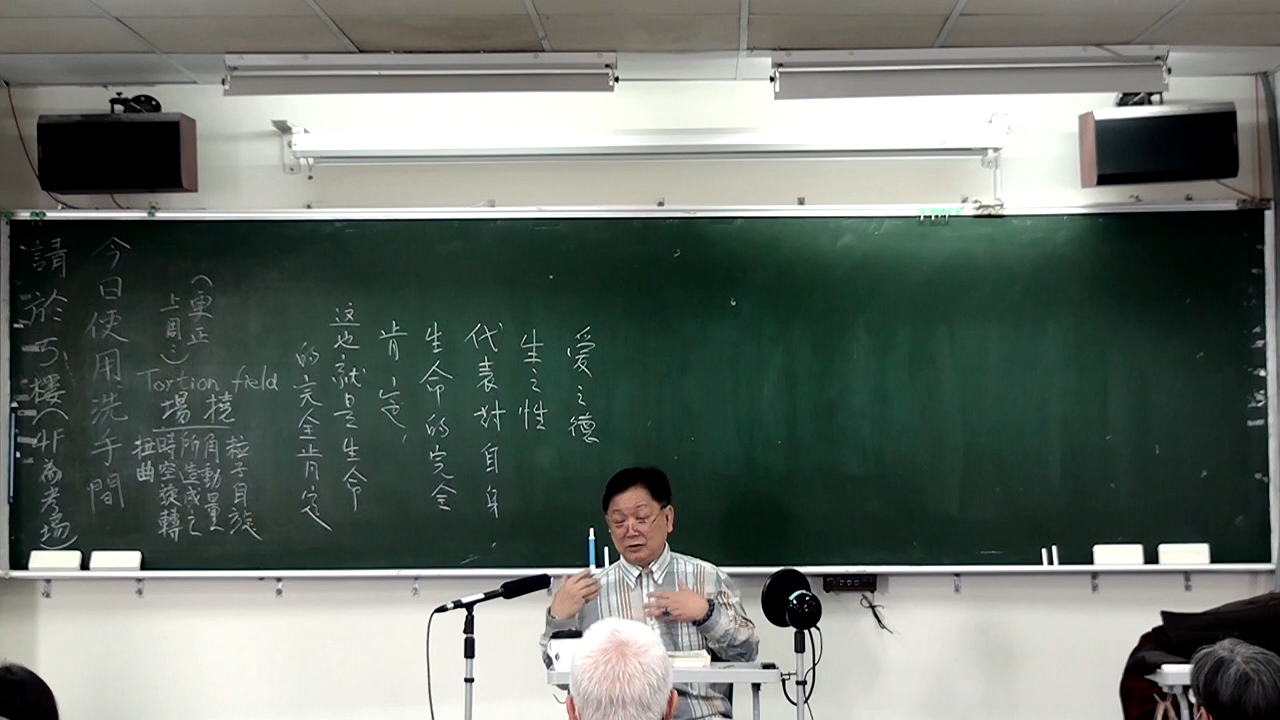 愛之德
生之性
代表对自身
生命的完全
肯定,
这也就是生命
的完全肯定
(更正
上周:)
Tortion field
撓場
粒子自旋
角動量
所造成之
時空旋轉
扭曲
今日使用洗手間
請於5樓(4F為考場)